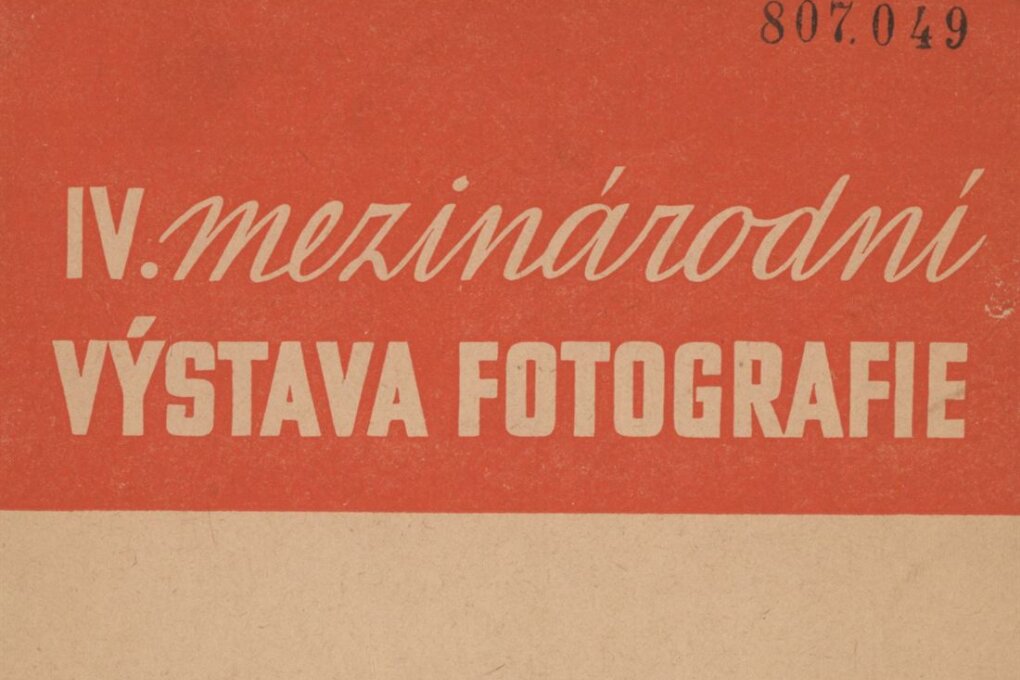 807.049
IV. mezinárodní
VÝSTAVA FOTOGRAFIE